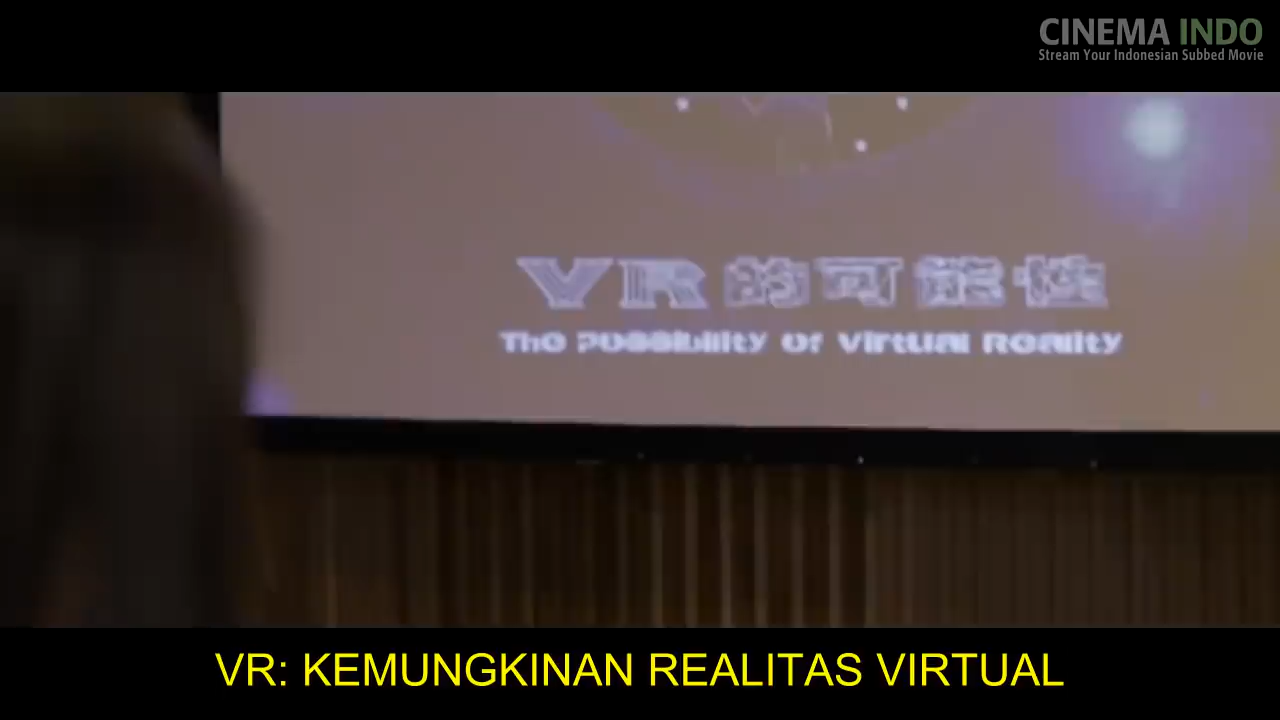 CINEMA INDO
Stream Your Indonesian Subbed Movie
VR的可能性
The Possibility of Virtual Reality
VR: KEMUNGKINAN REALITAS VIRTUAL